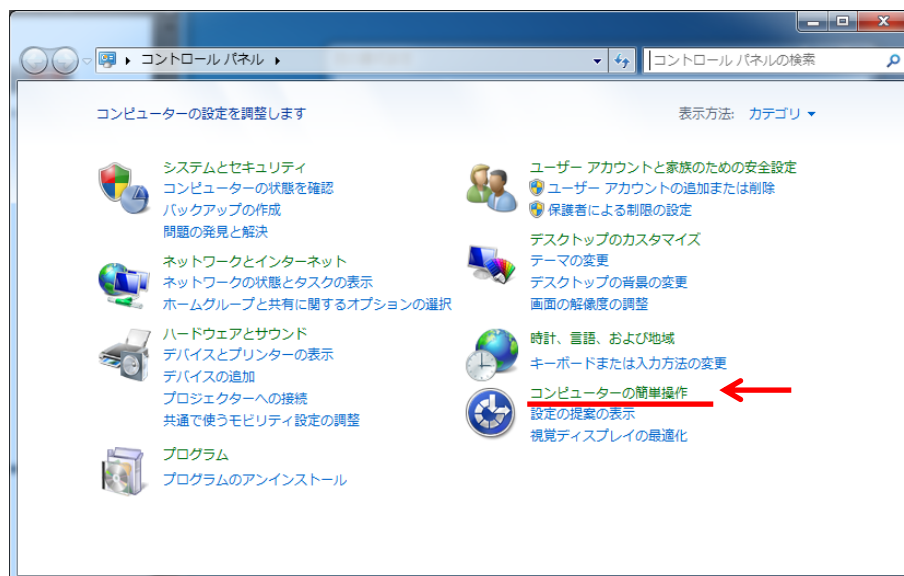 コントロール パネル
コントロール パネルの検索
コンピューターの設定を調整します
表示方法: カテゴリ
システムとセキュリティ
コンピューターの状態を確認
バックアップの作成
問題の発見と解決
ネットワークとインターネット
ネットワークの状態とタスクの表示
ホームグループと共有に関するオプションの選択
ハードウェアとサウンド
デバイスとプリンターの表示
デバイスの追加
プロジェクターへの接続
共通で使うモビリティ設定の調整
プログラム
プログラムのアンインストール
ユーザー アカウントと家族のための安全設定
ユーザー アカウントの追加または削除
保護者による制限の設定
デスクトップのカスタマイズ
テーマの変更
デスクトップの背景の変更
画面の解像度の調整
時計、言語、および地域
キーボードまたは入力方法の変更
コンピューターの簡単操作
設定の提案の表示
視覚ディスプレイの最適化